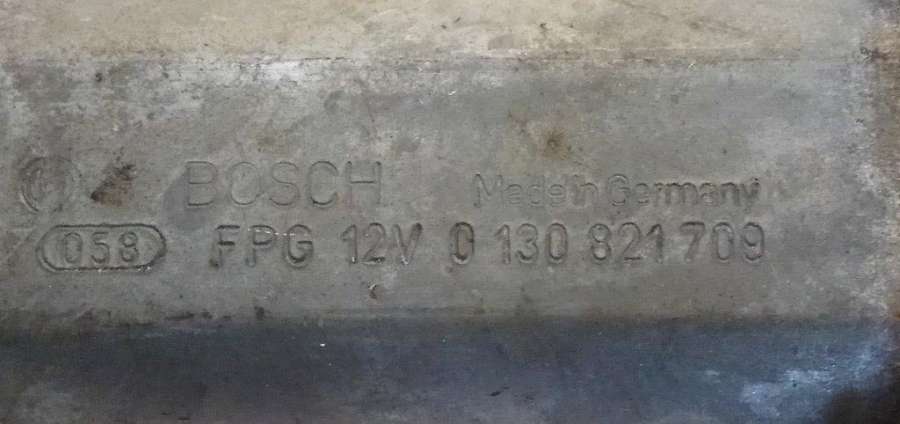 BOSCH Made in Germany
058 FPG 12V 0 130 821 709